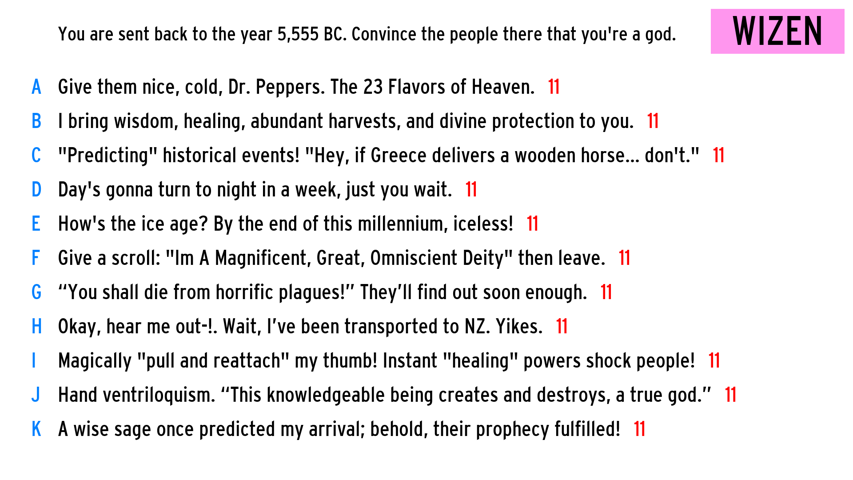 You are sent back to the year 5,555 BC. Convince the people there that you're a god.
WIZEN
A Give them nice, cold, Dr. Peppers. The 23 Flavors of Heaven. 11
B I bring wisdom, healing, abundant harvests, and divine protection to you. 11
C "Predicting" historical events! "Hey, if Greece delivers a wooden horse... don't." 11
D Day's gonna turn to night in a week, just you wait. 11
E How's the ice age? By the end of this millennium, iceless! 11
F Give a scroll: "Im A Magnificent, Great, Omniscient Deity" then leave. 11
G “You shall die from horrific plagues!” They’ll find out soon enough. 11
H Okay, hear me out-!. Wait, I’ve been transported to NZ. Yikes. 11
I Magically "pull and reattach" my thumb! Instant "healing" powers shock people! 11
J Hand ventriloquism. “This knowledgeable being creates and destroys, a true god.” 11
K A wise sage once predicted my arrival; behold, their prophecy fulfilled! 11